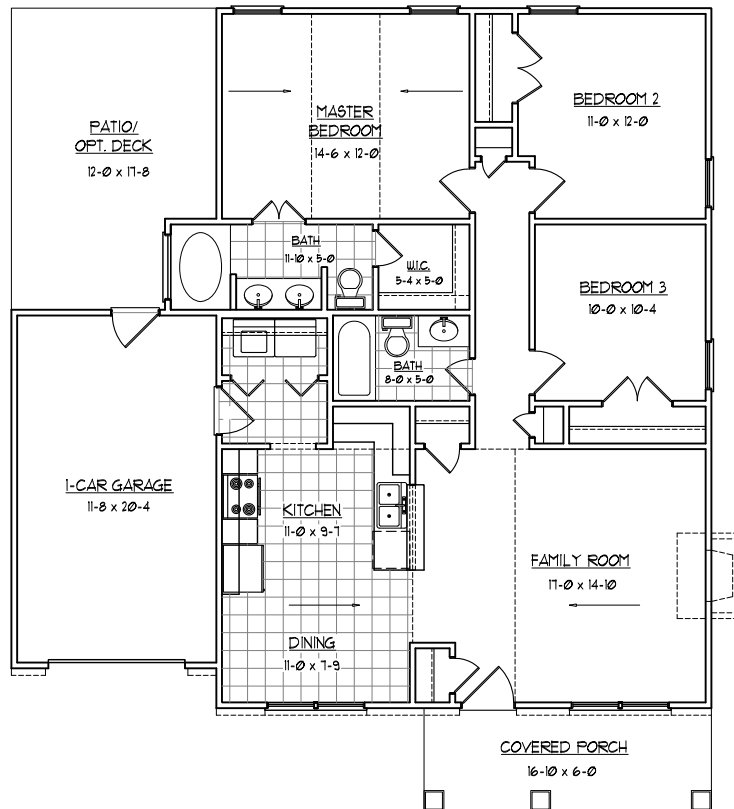 PATIO/
OPT. DECK
12-0 x 17-8
MASTER
BEDROOM
14-6 x 12-0
BEDROOM 2
11-0 x 12-0
BATH
11-10 x 5-0
W.I.C.
5-4 x 5-0
BEDROOM 3
10-0 x 10-4
BATH
8-0 x 5-0
1-CAR GARAGE
11-8 x 20-4
KITCHEN
11-0 x 9-7
FAMILY ROOM
17-0 x 14-10
DINING
11-0 x 7-9
COVERED PORCH
16-10 x 6-0